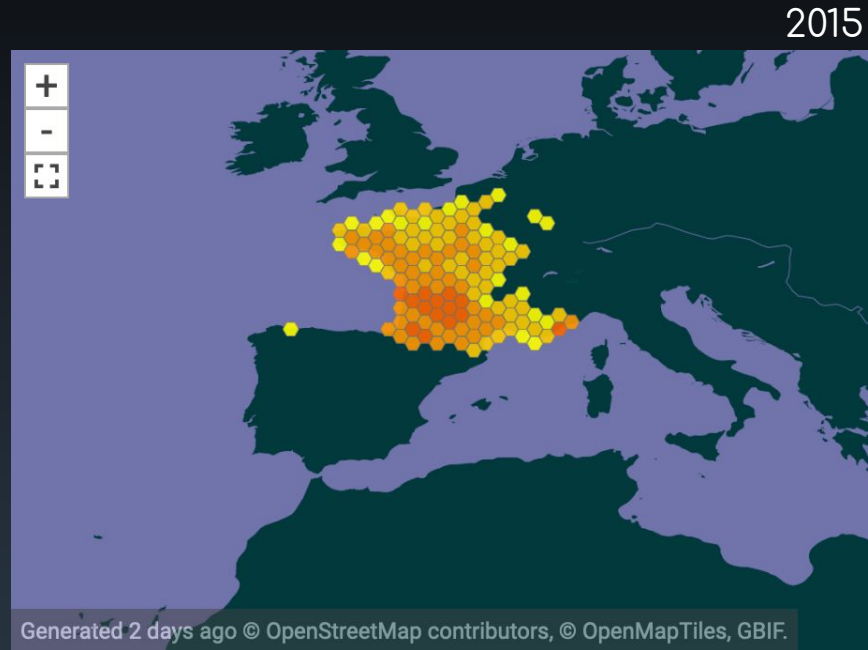 2015
+
-
Generated 2 days ago © OpenStreetMap contributors, © OpenMapTiles, GBIF.